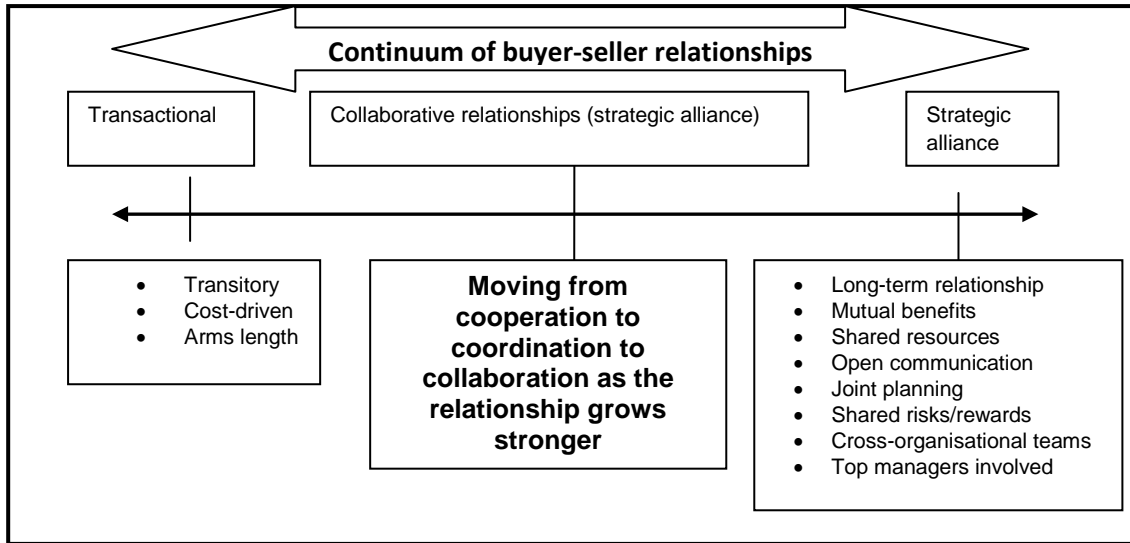 Continuum of buyer-seller relationships
Transactional
Collaborative relationships (strategic alliance)
Strategic
alliance
• Transitory
• Cost-driven
• Arms length
Moving from
cooperation to
coordination to
collaboration as the
relationship grows
stronger
• Long-term relationship
• Mutual benefits
• Shared resources
• Open communication
• Joint planning
• Shared risks/rewards
• Cross-organisational teams
• Top managers involved